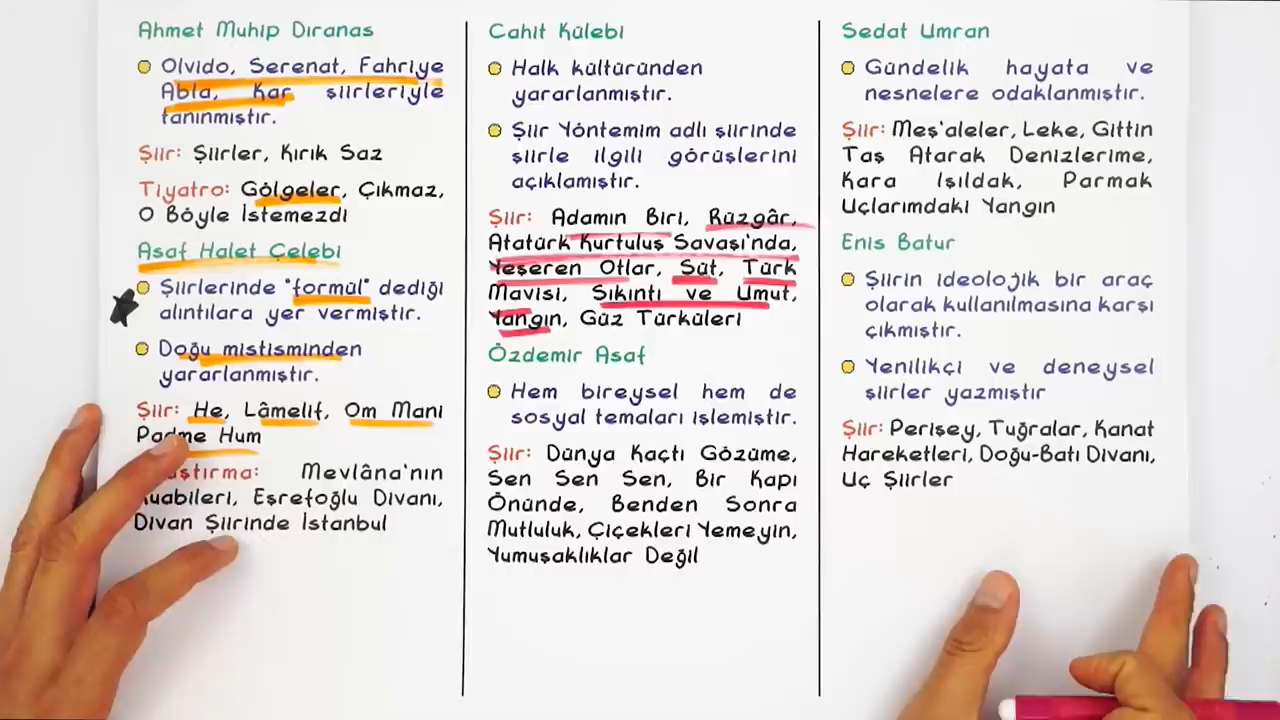 Ahmet Muhip Dıranas
Olvido, Serenat, Fahriye
Abla, Kar şiirleriyle
tanınmıştır.
Şiir: Şiirler, Kırık Saz
Tiyatro: Gölgeler, Çıkmaz,
O Böyle İstemezdi
Asaf Halet Çelebi
Şiirlerinde "formül" dediği
alıntılara yer vermiştir.
Doğu mistisminden
yararlanmıştır.
Şiir: He, Lâmelif, Om Mani
Padme Hum
Mevlâna'nın
Eşrefoğlu Divanı,
Divan Şiirinde İstanbul
Cahit Külebi
Halk kültüründen
yararlanmıştır.
Şiir Yöntemim adlı şiirinde
şiirle ilgili görüşlerini
açıklamıştır.
Şiir: Adamın Biri, Rüzgâr,
Atatürk Kurtuluş Savaşı'nda,
Yeşeren Otlar, Süt, Türk
Mavisi, Sıkıntı ve Umut,
Yangın, Güz Türküleri
Özdemir Asaf
Hem bireysel hem de
sosyal temaları işlemiştir.
Şiir: Dünya Kaçtı Gözüme,
Sen Sen Sen, Bir Kapı
Önünde, Benden Sonra
Mutluluk, Çiçekleri Yemeyin,
Yumuşaklıklar Değil
Sedat Umran
Gündelik hayata ve
nesnelere odaklanmıştır.
Şiir: Meş'aleler, Leke, Gittin
Taş Atarak Denizlerime,
Kara Işıldak, Parmak
Uçlarımdaki Yangın
Enis Batur
Şiirin ideolojik bir araç
olarak kullanılmasına karşı
çıkmıştır.
Yenilikçi ve deneysel
şiirler yazmıştır
Şiir: Perişey, Tuğralar, Kanat
Hareketleri, Doğu-Batı Divanı,
Uç Şiirler